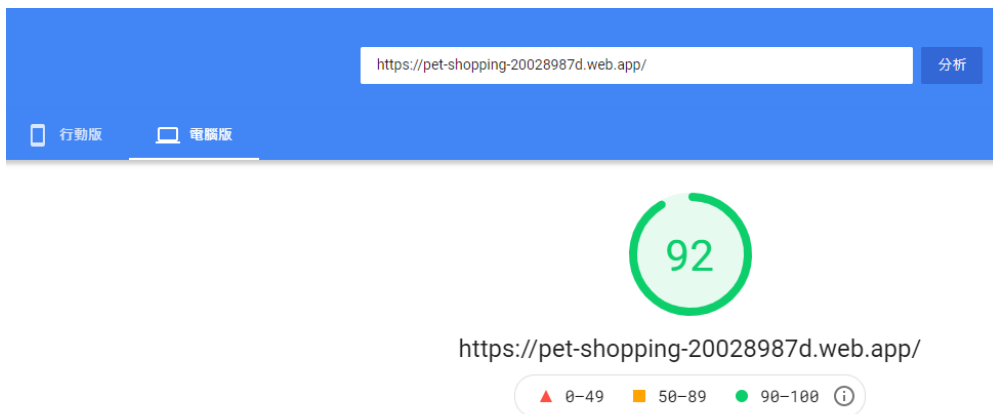 https://pet-shopping-20028987d.web.app/ 分析
行動版 電腦版
92
https://pet-shopping-20028987d.web.app/
0–49 50–89 90–100